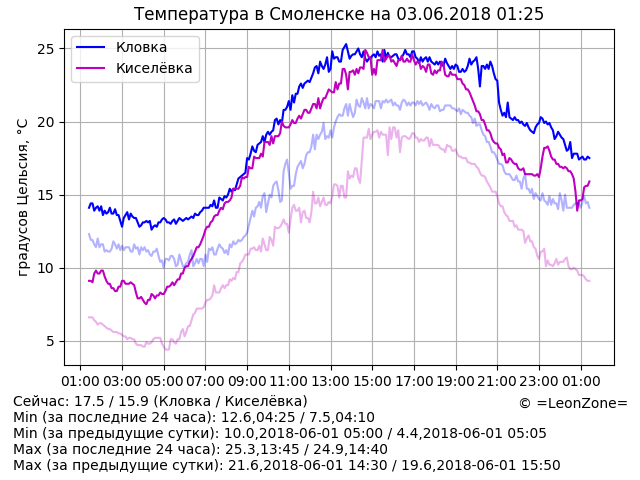 Температура в Смоленске на 03.06.2018 01:25
Кловка
Киселёвка
градусов Цельсия, °C
25
20
15
10
5
01:00 03:00 05:00 07:00 09:00 11:00 13:00 15:00 17:00 19:00 21:00 23:00 01:00
Сейчас: 17.5 / 15.9 (Кловка / Киселёвка)
© =LeonZone=
Min (за последние 24 часа): 12.6,04:25 / 7.5,04:10
Min (за предыдущие сутки): 10.0,2018-06-01 05:00 / 4.4,2018-06-01 05:05
Max (за последние 24 часа): 25.3,13:45 / 24.9,14:40
Max (за предыдущие сутки): 21.6,2018-06-01 14:30 / 19.6,2018-06-01 15:50